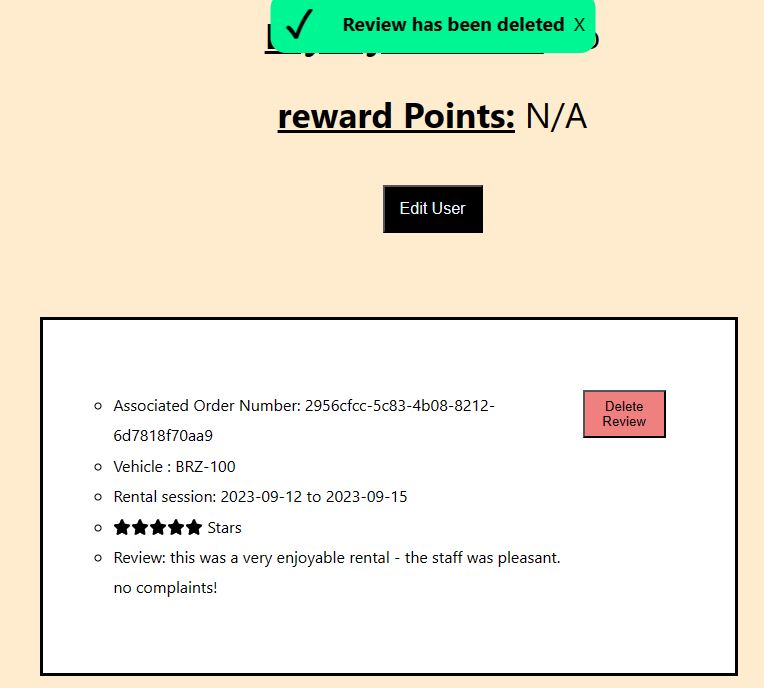 Review has been deleted X
reward Points: N/A
Edit User
Associated Order Number: 2956cfcc-5c83-4b08-8212-
6d7818f70aa9
Delete
Review
Vehicle : BRZ-100
Rental session: 2023-09-12 to 2023-09-15
Stars
Review: this was a very enjoyable rental - the staff was pleasant.
no complaints!